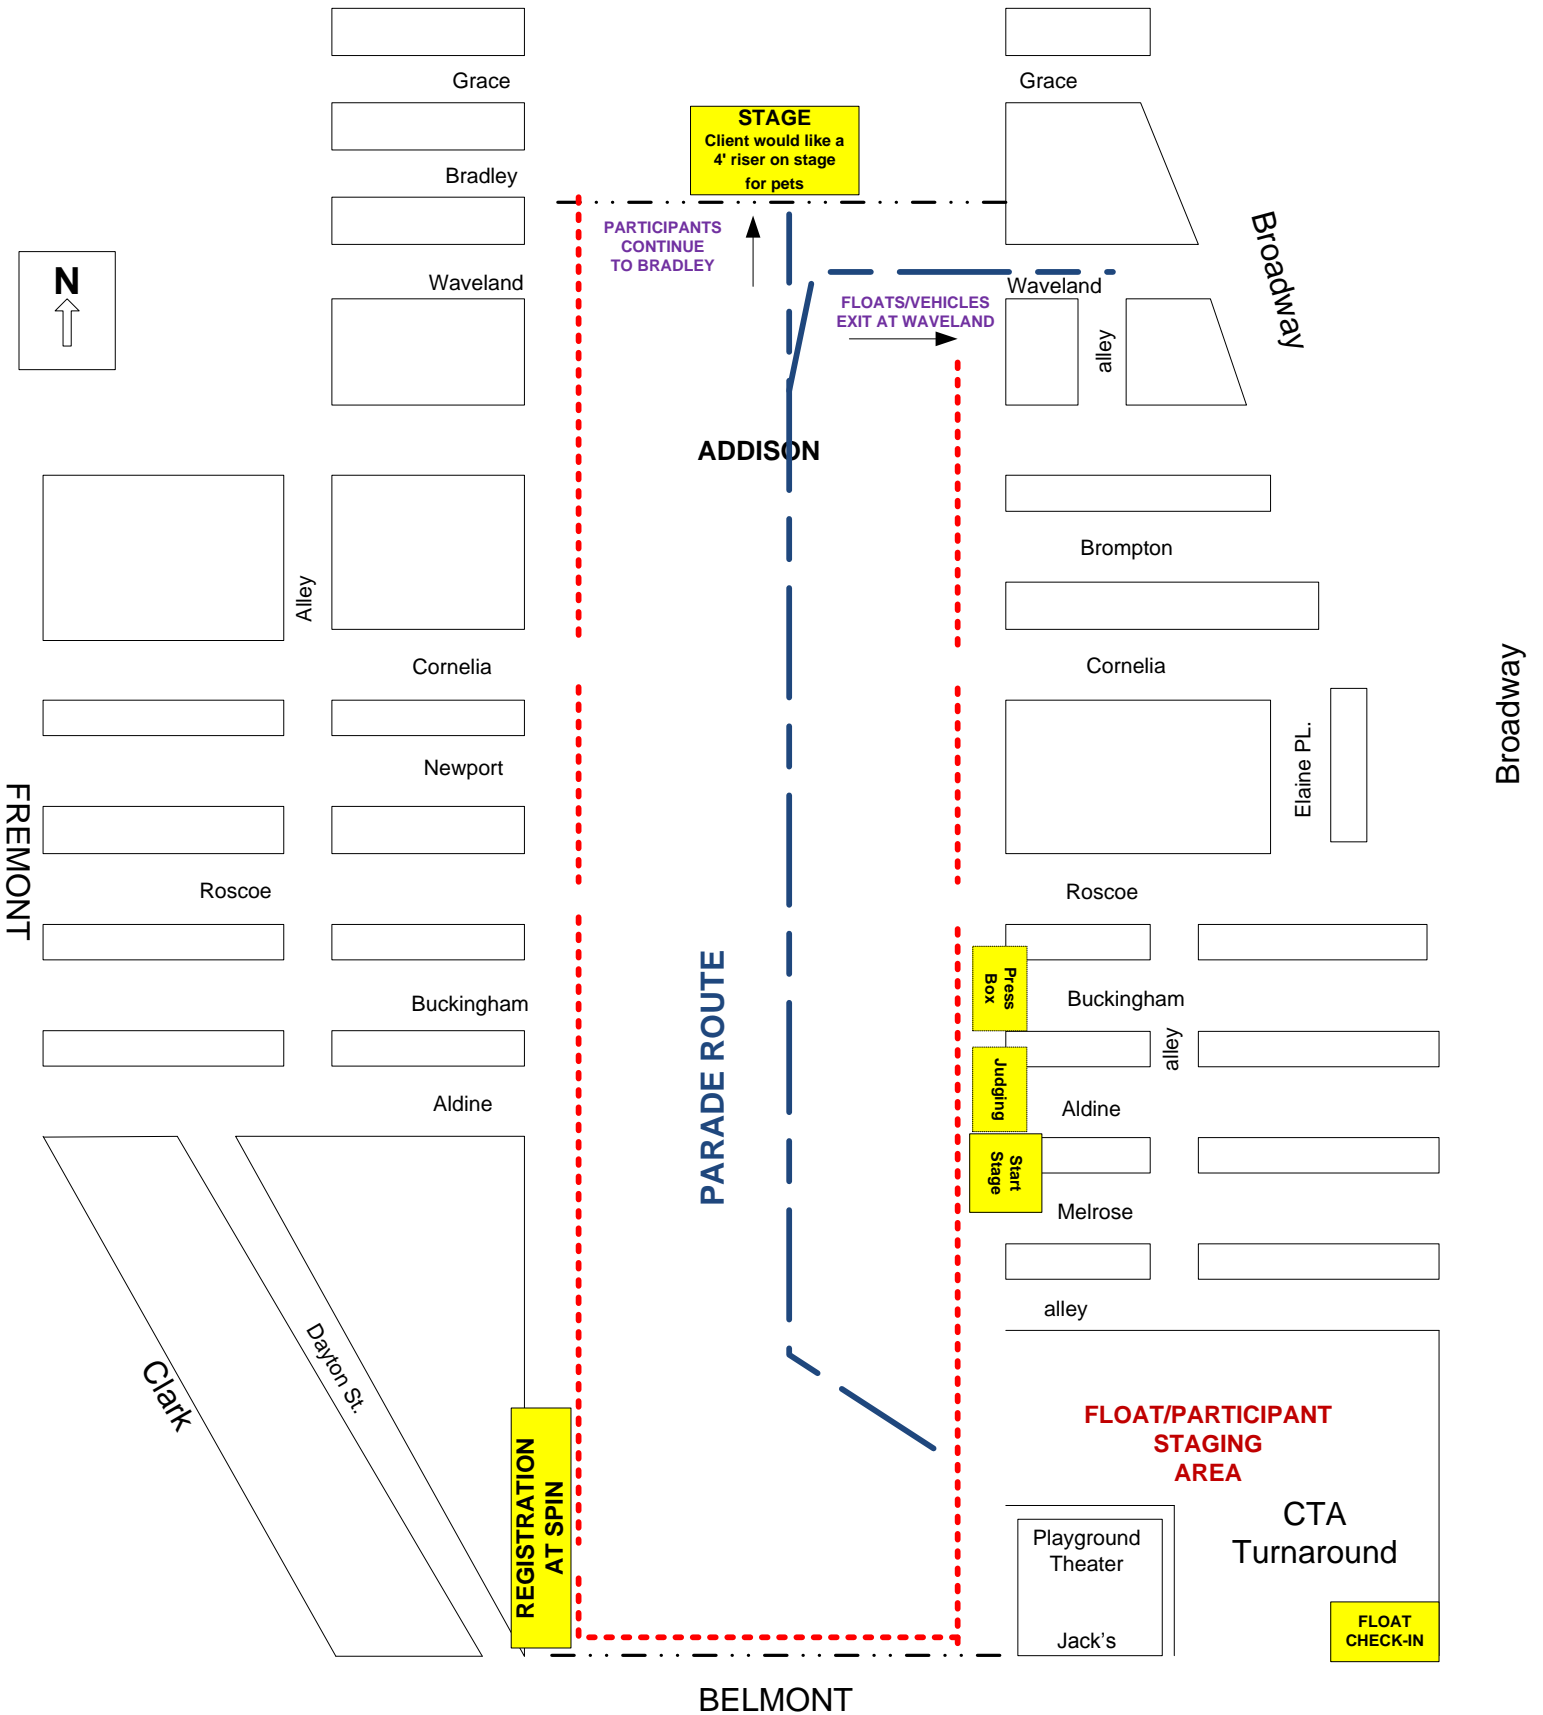 Grace
Grace
STAGE
Client would like a
4' riser on stage
for pets
Bradley
PARTICIPANTS
CONTINUE
TO BRADLEY
Broadway
N
Waveland
Waveland
FLOATS/VEHICLES
EXIT AT WAVELAND
alley
ADDISON
Brompton
Alley
Cornelia
Cornelia
Broadway
Elaine PL.
Newport
FREMONT
Roscoe
Roscoe
PARADE ROUTE
Press
Box
Buckingham
Buckingham
alley
Judging
Aldine
Aldine
Start
Stage
Melrose
alley
Dayton St.
Clark
FLOAT/PARTICIPANT
STAGING
AREA
REGISTRATION
AT SPIN
CTA
Turnaround
Playground
Theater
Jack's
FLOAT
CHECK-IN
BELMONT